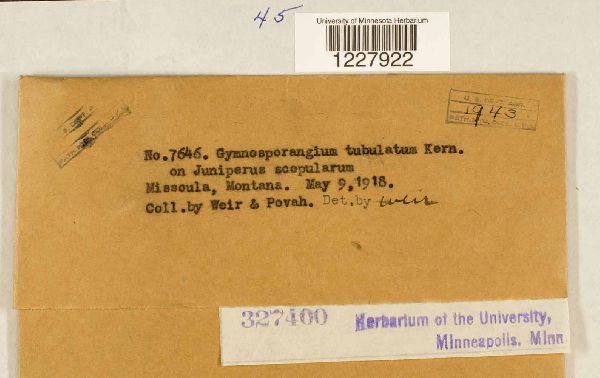 45
University of Minnesota Herbarium
1227922
1943
No.7646. Gymnosporangium tubulatum Kern.
on Juniperus scopularum
Missoula, Montana. May 9,1918.
Coll.by Weir & Povah. Det.by Weir
327400 Herbarium of the University,
Minneapolis, Minn